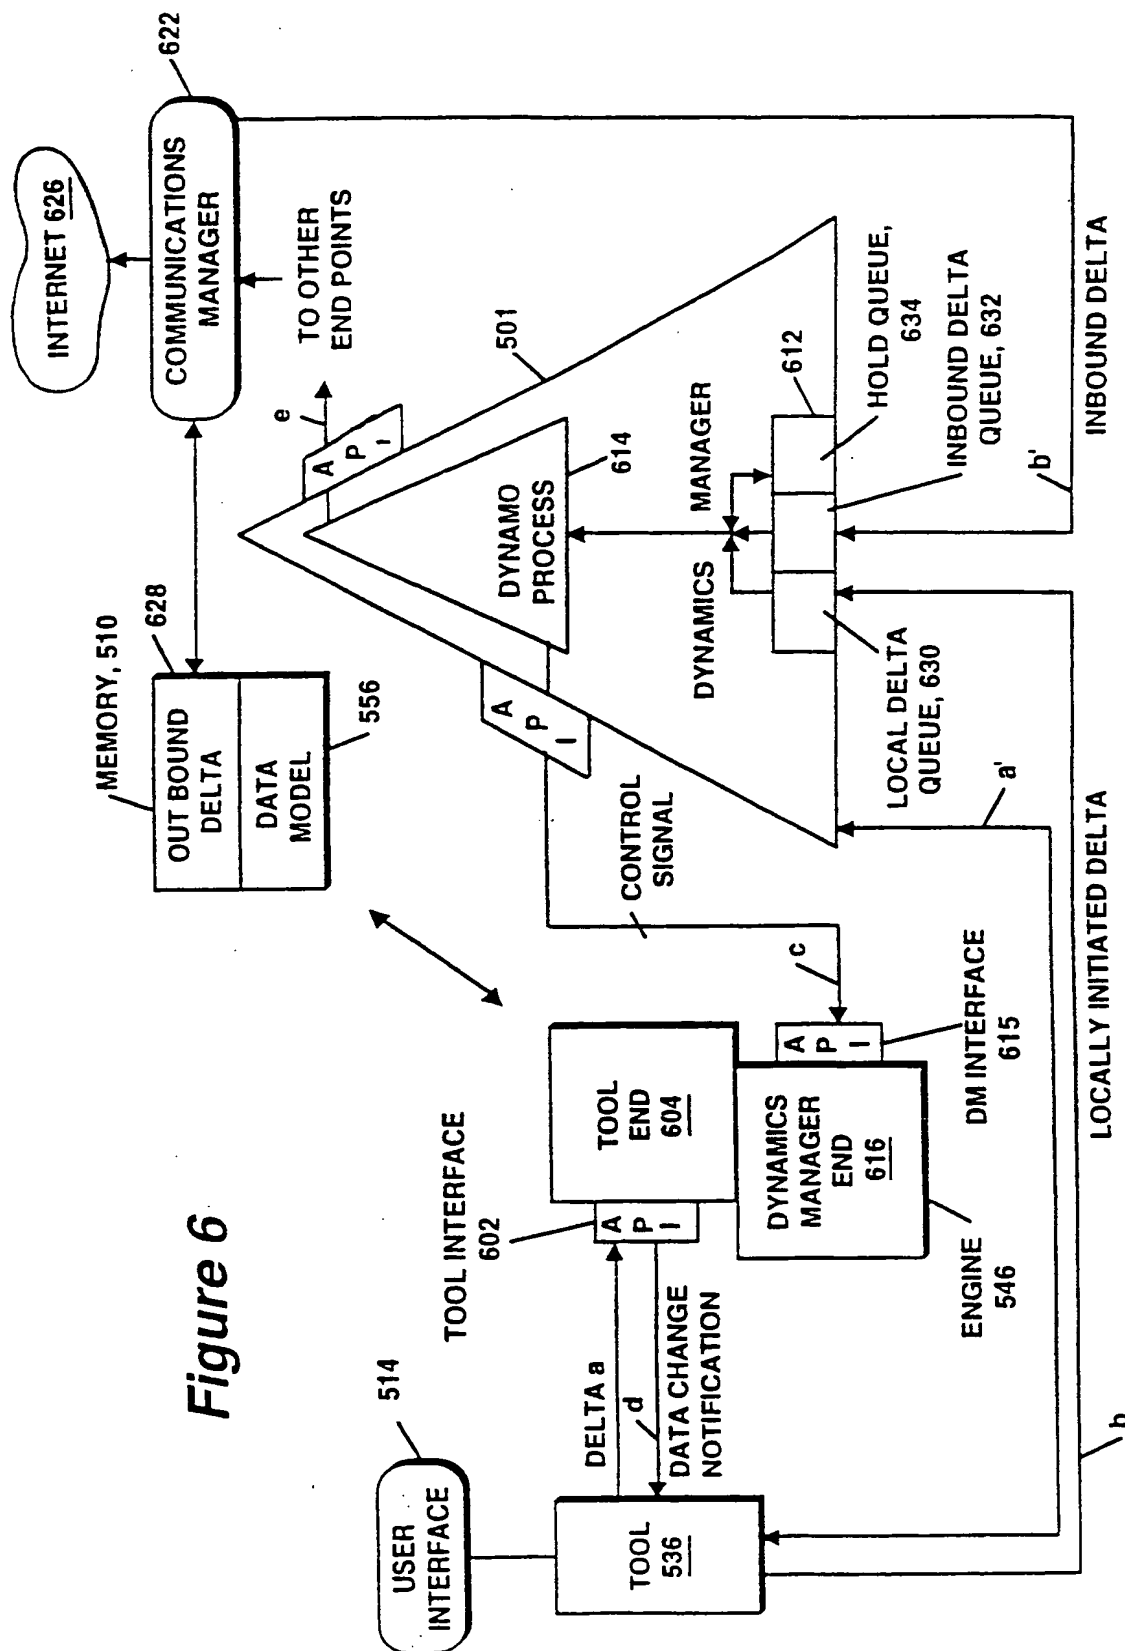 Figure 6
USER
INTERFACE
514
TOOL
536
DELTA a
d
DATA CHANGE
NOTIFICATION
TOOL INTERFACE
602
A
P
I
TOOL
END
604
DYNAMICS
MANAGER
END
616
ENGINE
546
A
P
I
DM INTERFACE
615
c
CONTROL
SIGNAL
MEMORY, 510
628
OUT BOUND
DELTA
DATA
MODEL
556
INTERNET 626
COMMUNICATIONS
MANAGER
622
TO OTHER
END POINTS
e
A
P
I
A
P
I
501
DYNAMO
PROCESS
614
DYNAMICS
MANAGER
612
LOCAL DELTA
QUEUE, 630
HOLD QUEUE,
634
INBOUND DELTA
QUEUE, 632
a'
b'
LOCALLY INITIATED DELTA
INBOUND DELTA